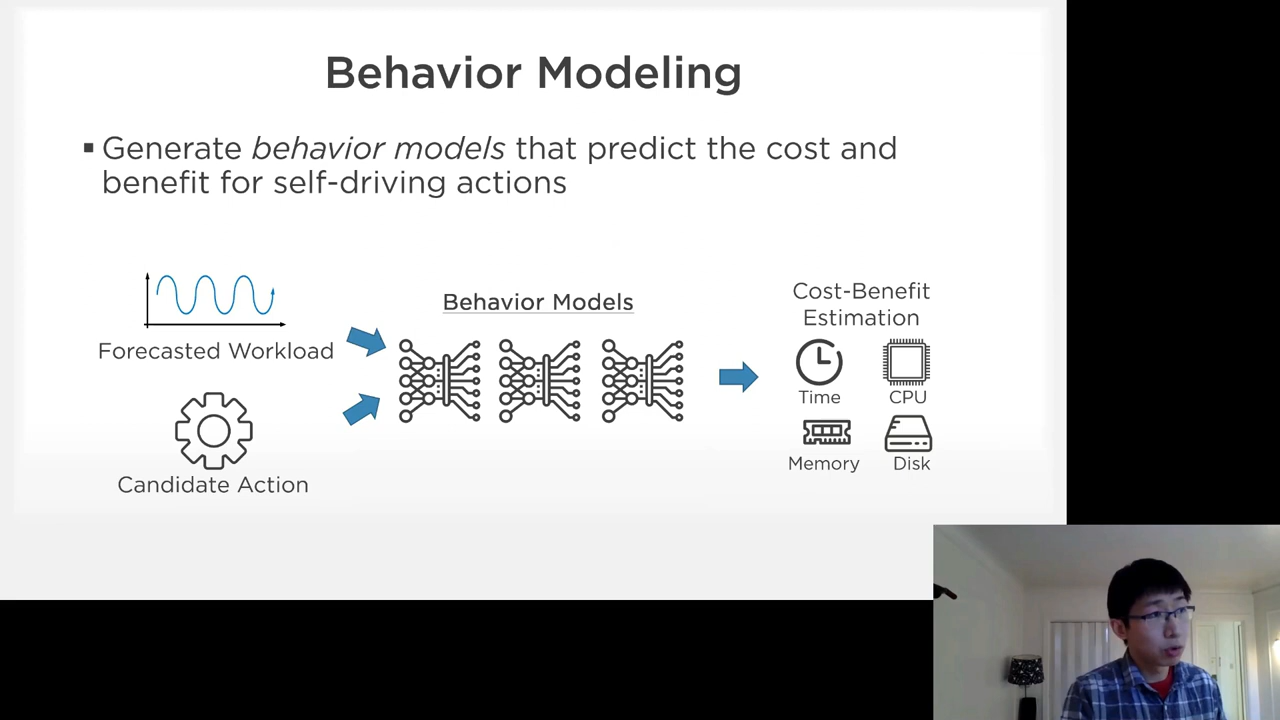 Behavior Modeling
▪ Generate behavior models that predict the cost and
benefit for self-driving actions
Forecasted Workload
Candidate Action
Behavior Models
Cost-Benefit
Estimation
Time
CPU
Memory
Disk